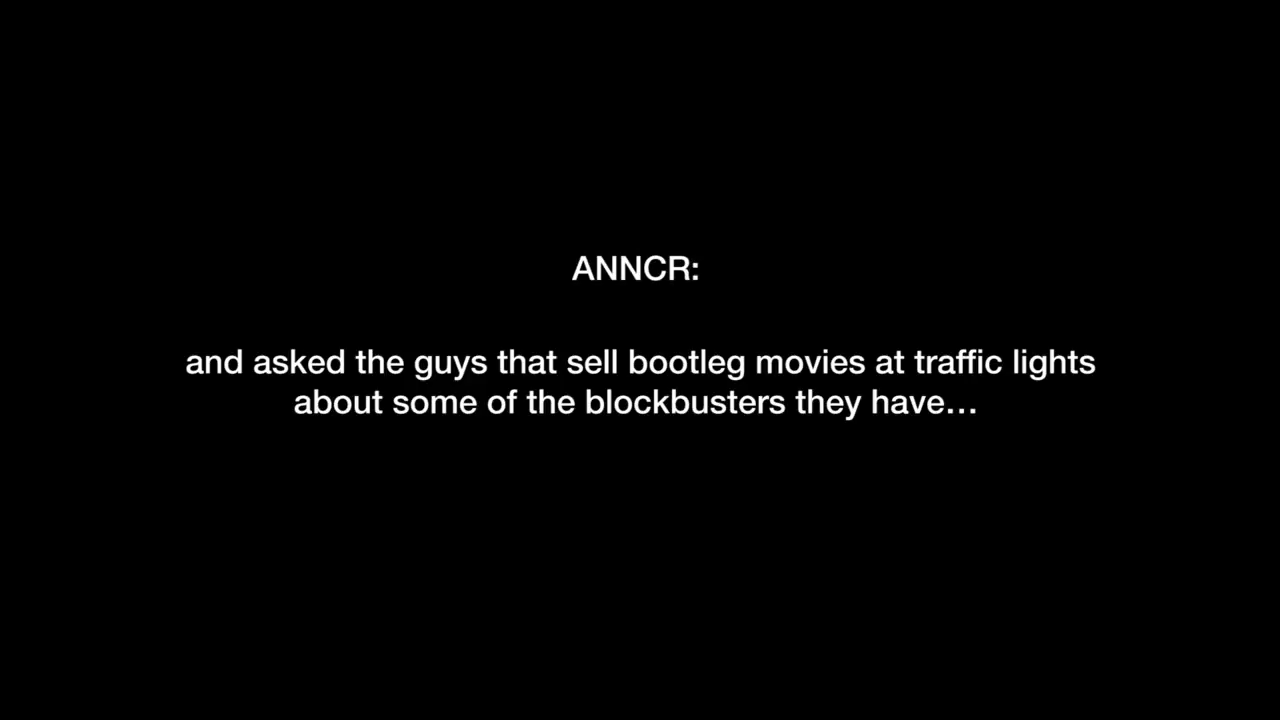 ANNCR:
and asked the guys that sell bootleg movies at traffic lights
about some of the blockbusters they have…